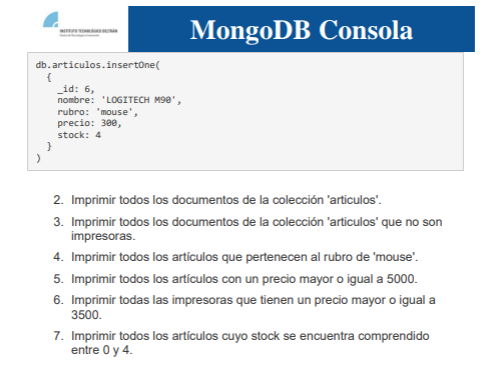 INSTITUTO TECNOLÓGICO BELTRÁN
MongoDB Consola
db.articulos.insertOne(
  {
    _id: 6,
    nombre: 'LOGITECH M90',
    rubro: 'mouse',
    precio: 300,
    stock: 4
  }
)
2. Imprimir todos los documentos de la colección 'articulos'.
3. Imprimir todos los documentos de la colección 'articulos' que no son
impresoras.
4. Imprimir todos los artículos que pertenecen al rubro de 'mouse'.
5. Imprimir todos los artículos con un precio mayor o igual a 5000.
6. Imprimir todas las impresoras que tienen un precio mayor o igual a
3500.
7. Imprimir todos los artículos cuyo stock se encuentra comprendido
entre 0 y 4.